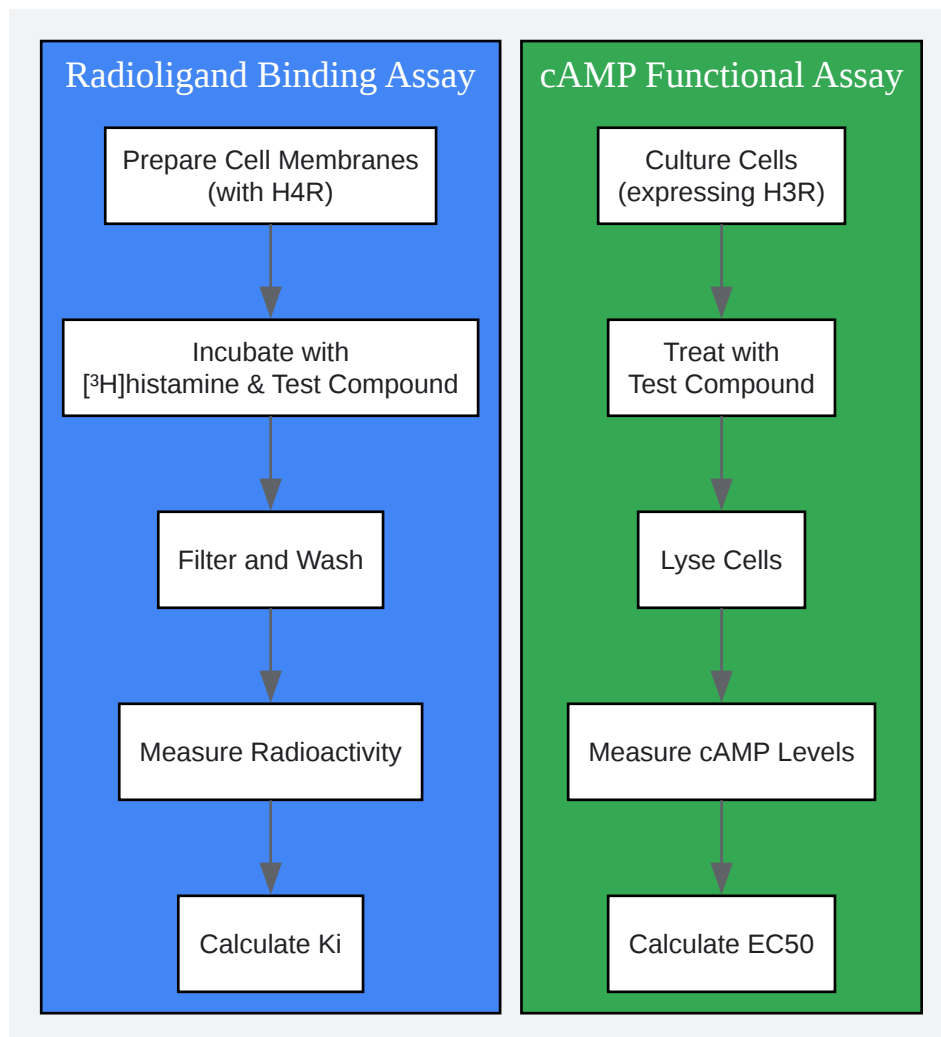 Radioligand Binding Assay
Prepare Cell Membranes
(with H4R)
Incubate with
[³H]histamine & Test Compound
Filter and Wash
Measure Radioactivity
Calculate Ki
cAMP Functional Assay
Culture Cells
(expressing H3R)
Treat with
Test Compound
Lyse Cells
Measure cAMP Levels
Calculate EC50